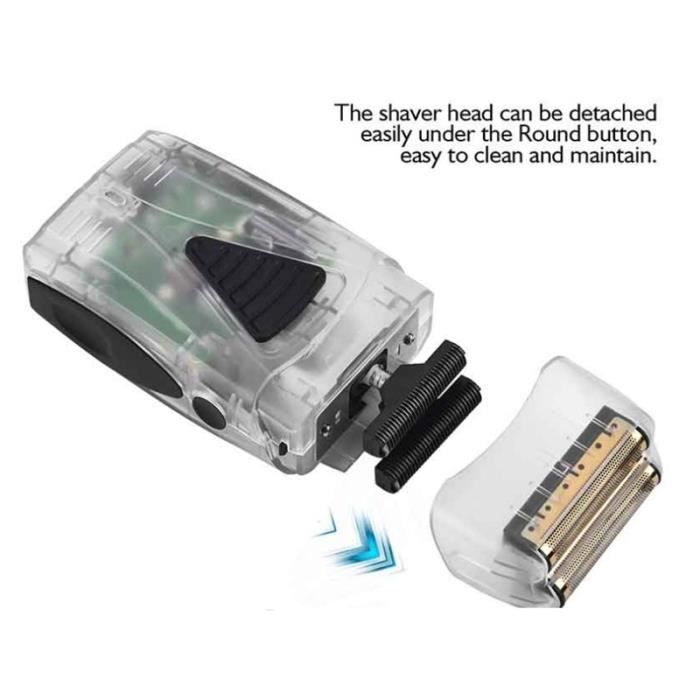 The shaver head can be detached
easily under the Round button,
easy to clean and maintain.